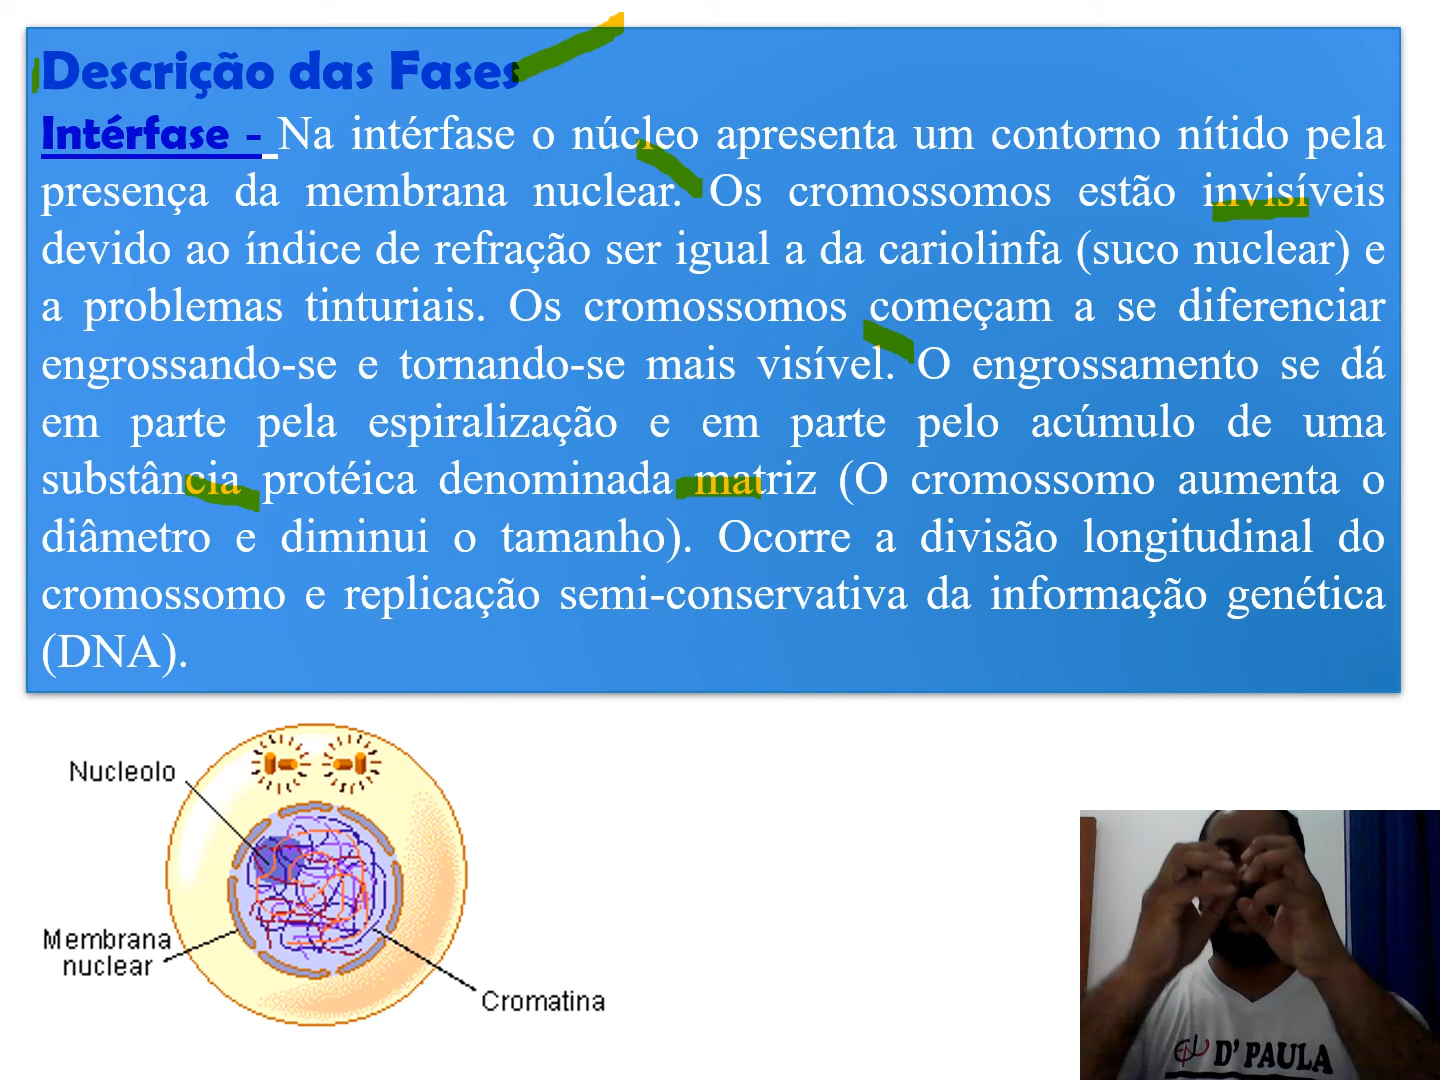 Descrição das Fases
Intérfase - Na intérfase o núcleo apresenta um contorno nítido pela
presença da membrana nuclear. Os cromossomos estão invisíveis
devido ao índice de refração ser igual a da cariolinfa (suco nuclear) e
a problemas tinturiais. Os cromossomos começam a se diferenciar
engrossando-se e tornando-se mais visível. O engrossamento se dá
em parte pela espiralização e em parte pelo acúmulo de uma
substância protéica denominada matriz (O cromossomo aumenta o
diâmetro e diminui o tamanho). Ocorre a divisão longitudinal do
cromossomo e replicação semi-conservativa da informação genética
(DNA).
Nucleolo
Membrana
nuclear
Cromatina
D' PAULA